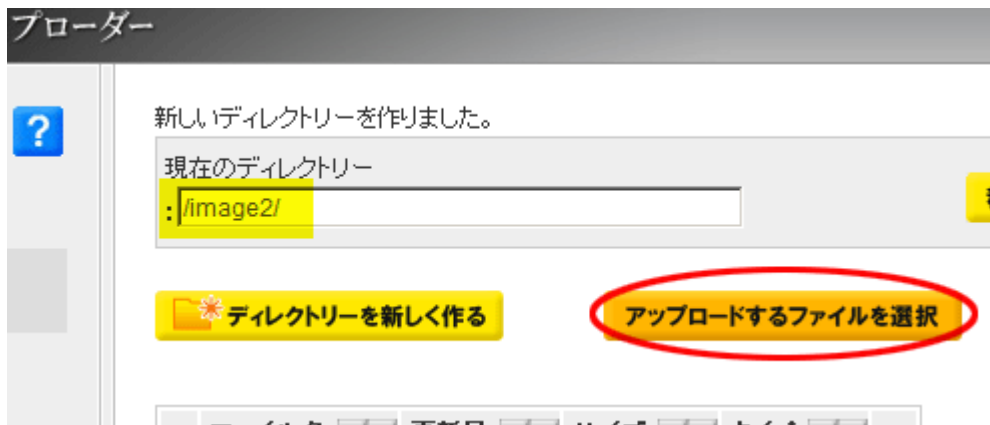 プローダー
?
新しいディレクトリーを作りました。
現在のディレクトリー
: /image2/
ディレクトリーを新しく作る
アップロードするファイルを選択